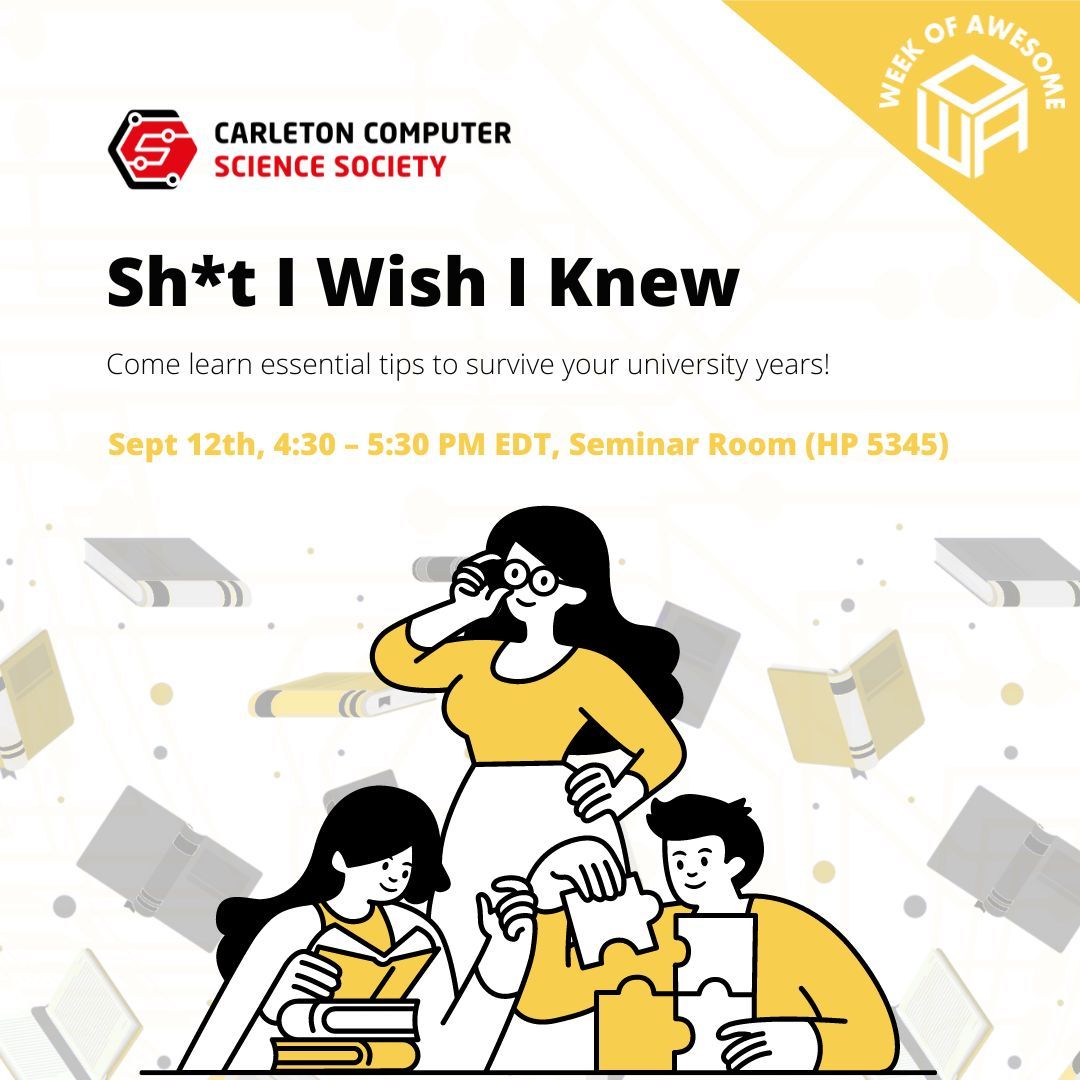 WEEK OF AWESOME
WA
CARLETON COMPUTER
SCIENCE SOCIETY
Sh*t I Wish I Knew
Come learn essential tips to survive your university years!
Sept 12th, 4:30 – 5:30 PM EDT, Seminar Room (HP 5345)